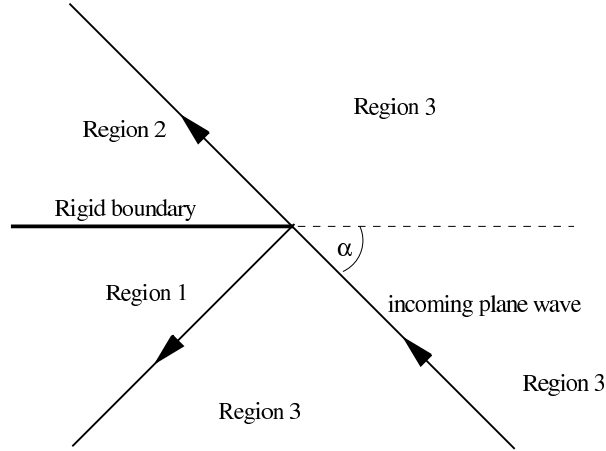 Region 3
Region 2
Rigid boundary
α
Region 1
incoming plane wave
Region 3
Region 3